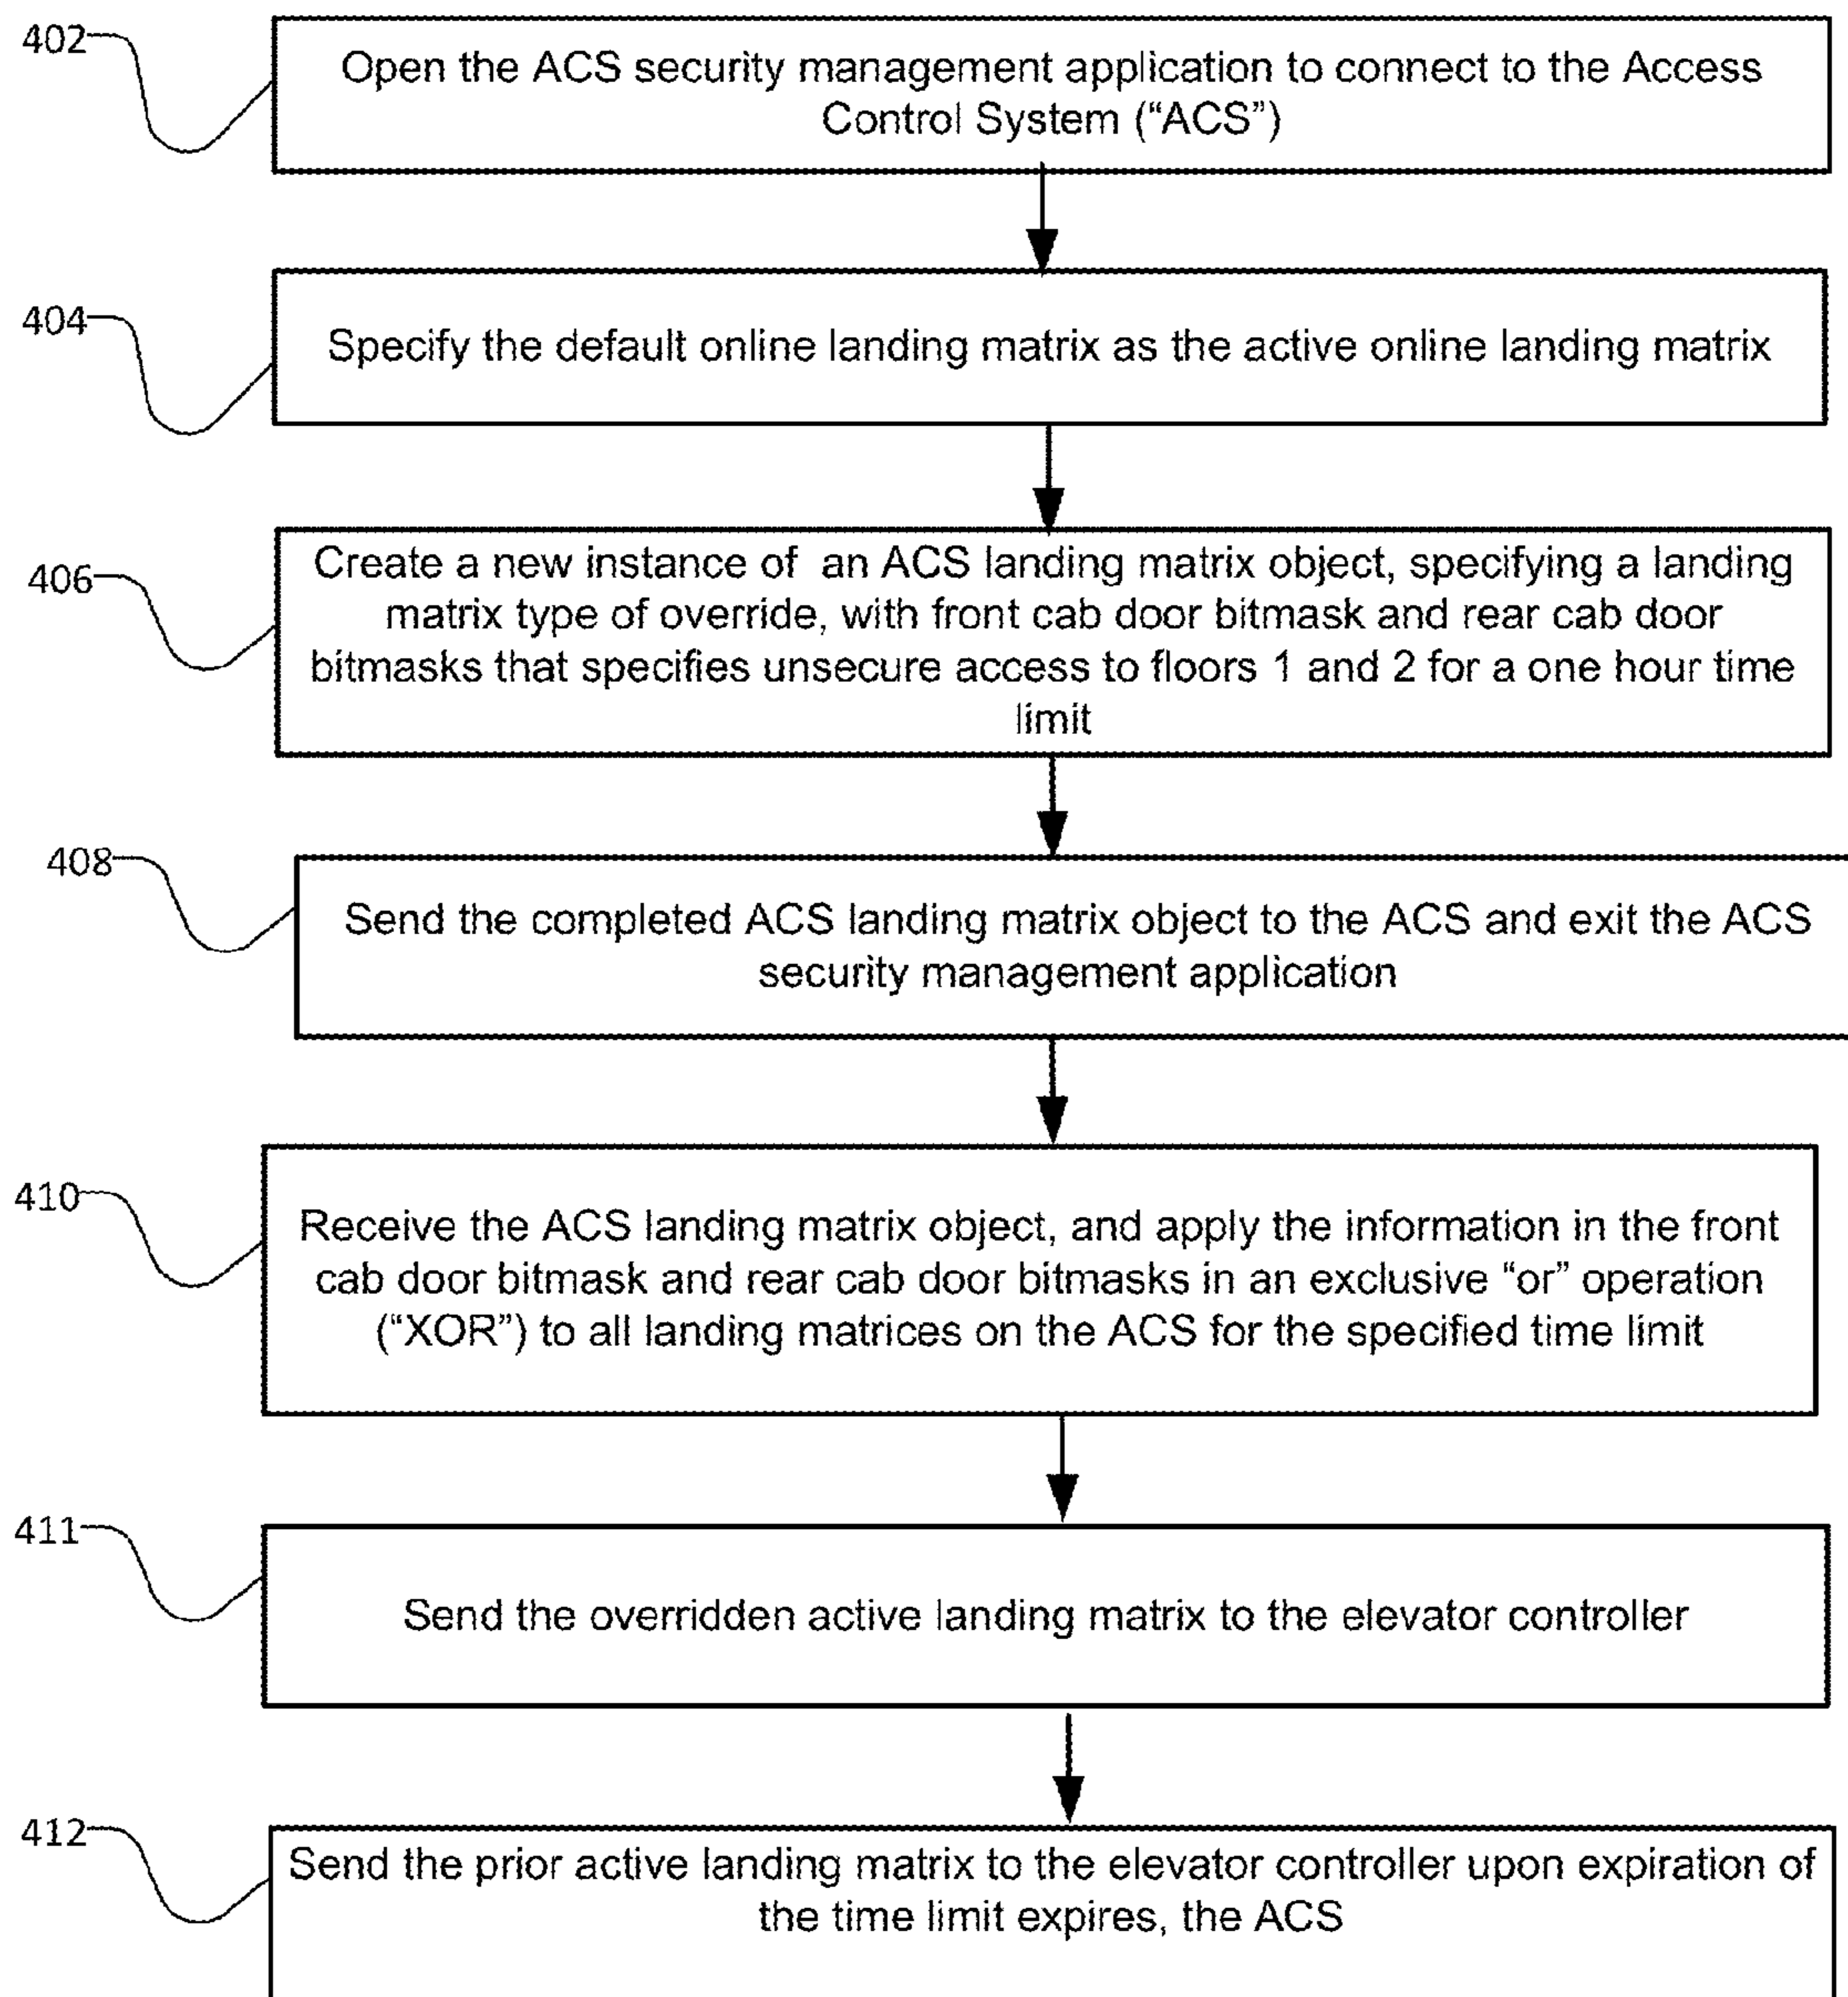 402
Open the ACS security management application to connect to the Access
Control System (“ACS”)
404
Specify the default online landing matrix as the active online landing matrix
406
Create a new instance of an ACS landing matrix object, specifying a landing
matrix type of override, with front cab door bitmask and rear cab door
bitmasks that specifies unsecure access to floors 1 and 2 for a one hour time
limit
408
Send the completed ACS landing matrix object to the ACS and exit the ACS
security management application
410
Receive the ACS landing matrix object, and apply the information in the front
cab door bitmask and rear cab door bitmasks in an exclusive “or” operation
(“XOR”) to all landing matrices on the ACS for the specified time limit
411
Send the overridden active landing matrix to the elevator controller
412
Send the prior active landing matrix to the elevator controller upon expiration of
the time limit expires, the ACS